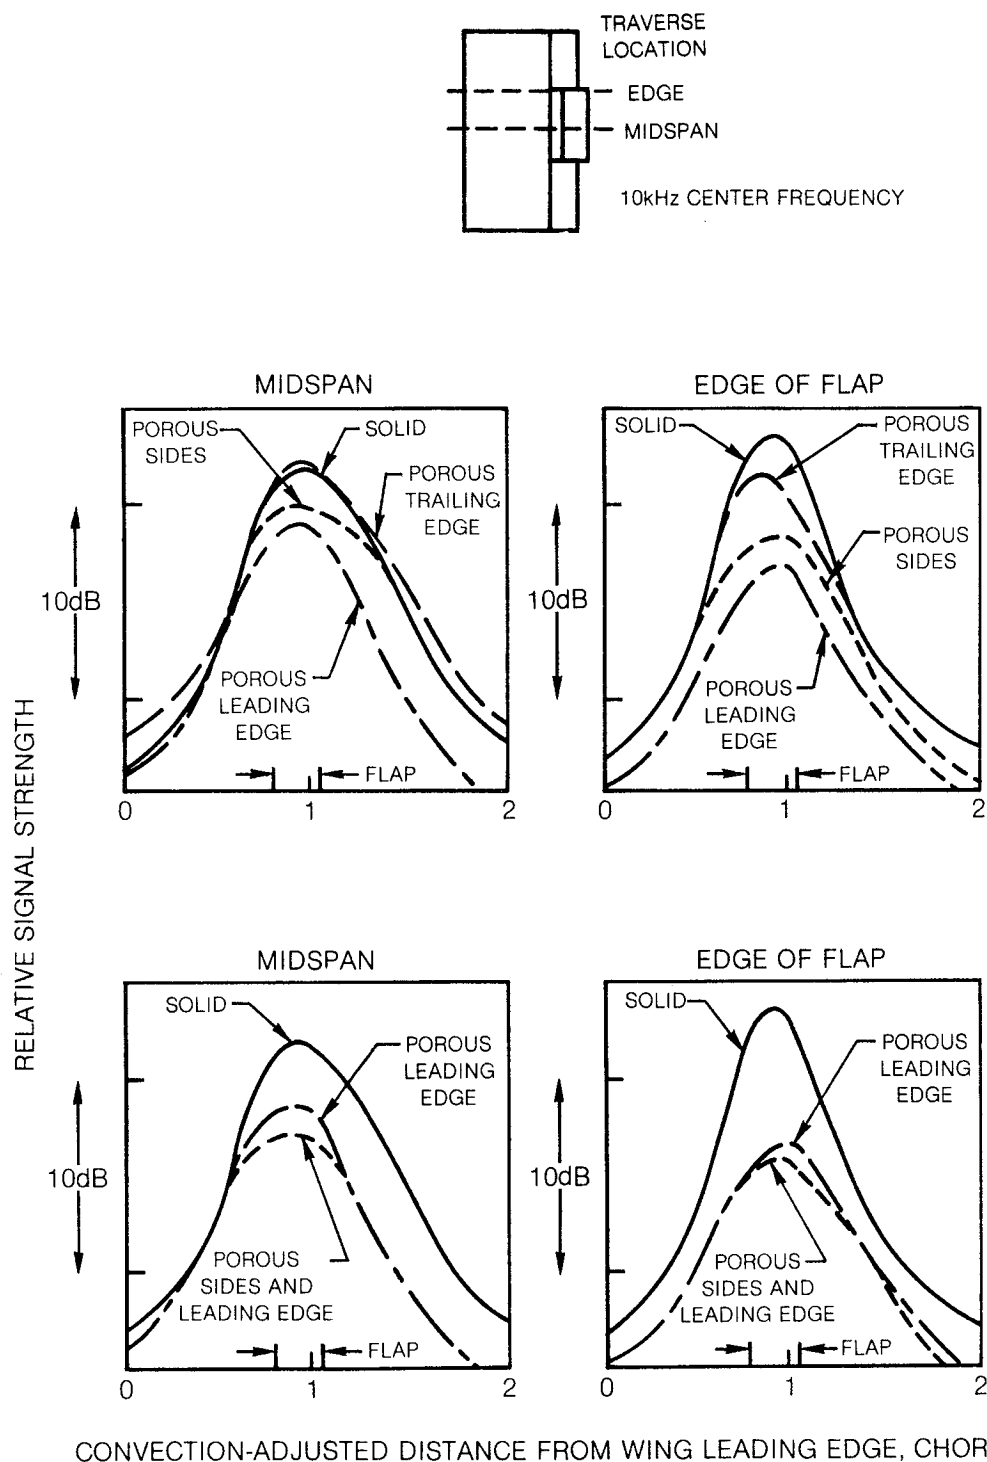 TRAVERSE
LOCATION
EDGE
MIDSPAN
10kHz CENTER FREQUENCY
MIDSPAN
POROUS
SIDES
SOLID
POROUS
TRAILING
EDGE
10dB
POROUS
LEADING
EDGE
FLAP
0
1
2
EDGE OF FLAP
SOLID
POROUS
TRAILING
EDGE
POROUS
SIDES
10dB
POROUS
LEADING
EDGE
FLAP
0
1
2
RELATIVE SIGNAL STRENGTH
MIDSPAN
SOLID
POROUS
LEADING
EDGE
10dB
POROUS
SIDES AND
LEADING EDGE
FLAP
0
1
2
EDGE OF FLAP
SOLID
POROUS
LEADING
EDGE
10dB
POROUS
SIDES AND
LEADING EDGE
FLAP
0
1
2
CONVECTION-ADJUSTED DISTANCE FROM WING LEADING EDGE, CHOR